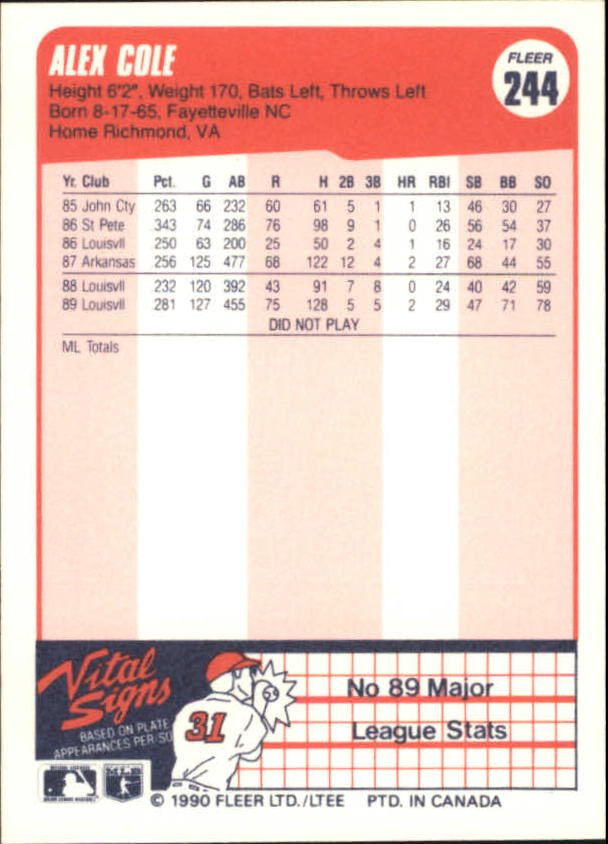 ALEX COLE
Height 6'2", Weight 170, Bats Left, Throws Left
Born 8-17-65, Fayetteville NC
Home Richmond, VA
FLEER
244
Yr. Club Pct. G AB R H 2B 3B HR RBI SB BB SO
85 John Cty 263 66 232 60 61 5 1 1 13 46 30 27
86 St Pete 343 74 286 76 98 9 1 0 26 56 54 37
86 Louisvll 250 63 200 25 50 2 4 1 16 24 17 30
87 Arkansas 256 125 477 68 122 12 4 2 27 68 44 55
88 Louisvll 232 120 392 43 91 7 8 0 24 40 42 59
89 Louisvll 281 127 455 75 128 5 5 2 29 47 71 78
DID NOT PLAY
ML Totals
Vital
Signs
BASED ON PLATE
APPEARANCES PER SO
31
No 89 Major
League Stats
© 1990 FLEER LTD./LTEE PTD. IN CANADA